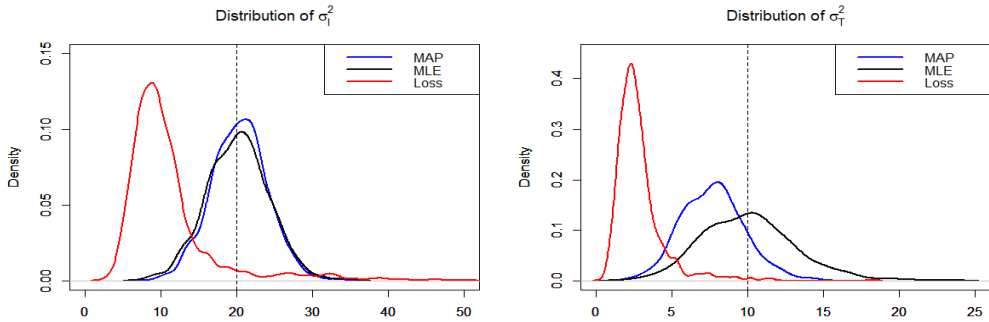 Distribution of σ_I^2
MAP
MLE
Loss
Density
0.00
0.05
0.10
0.15
0
10
20
30
40
50
Distribution of σ_T^2
MAP
MLE
Loss
Density
0.0
0.1
0.2
0.3
0.4
0
5
10
15
20
25